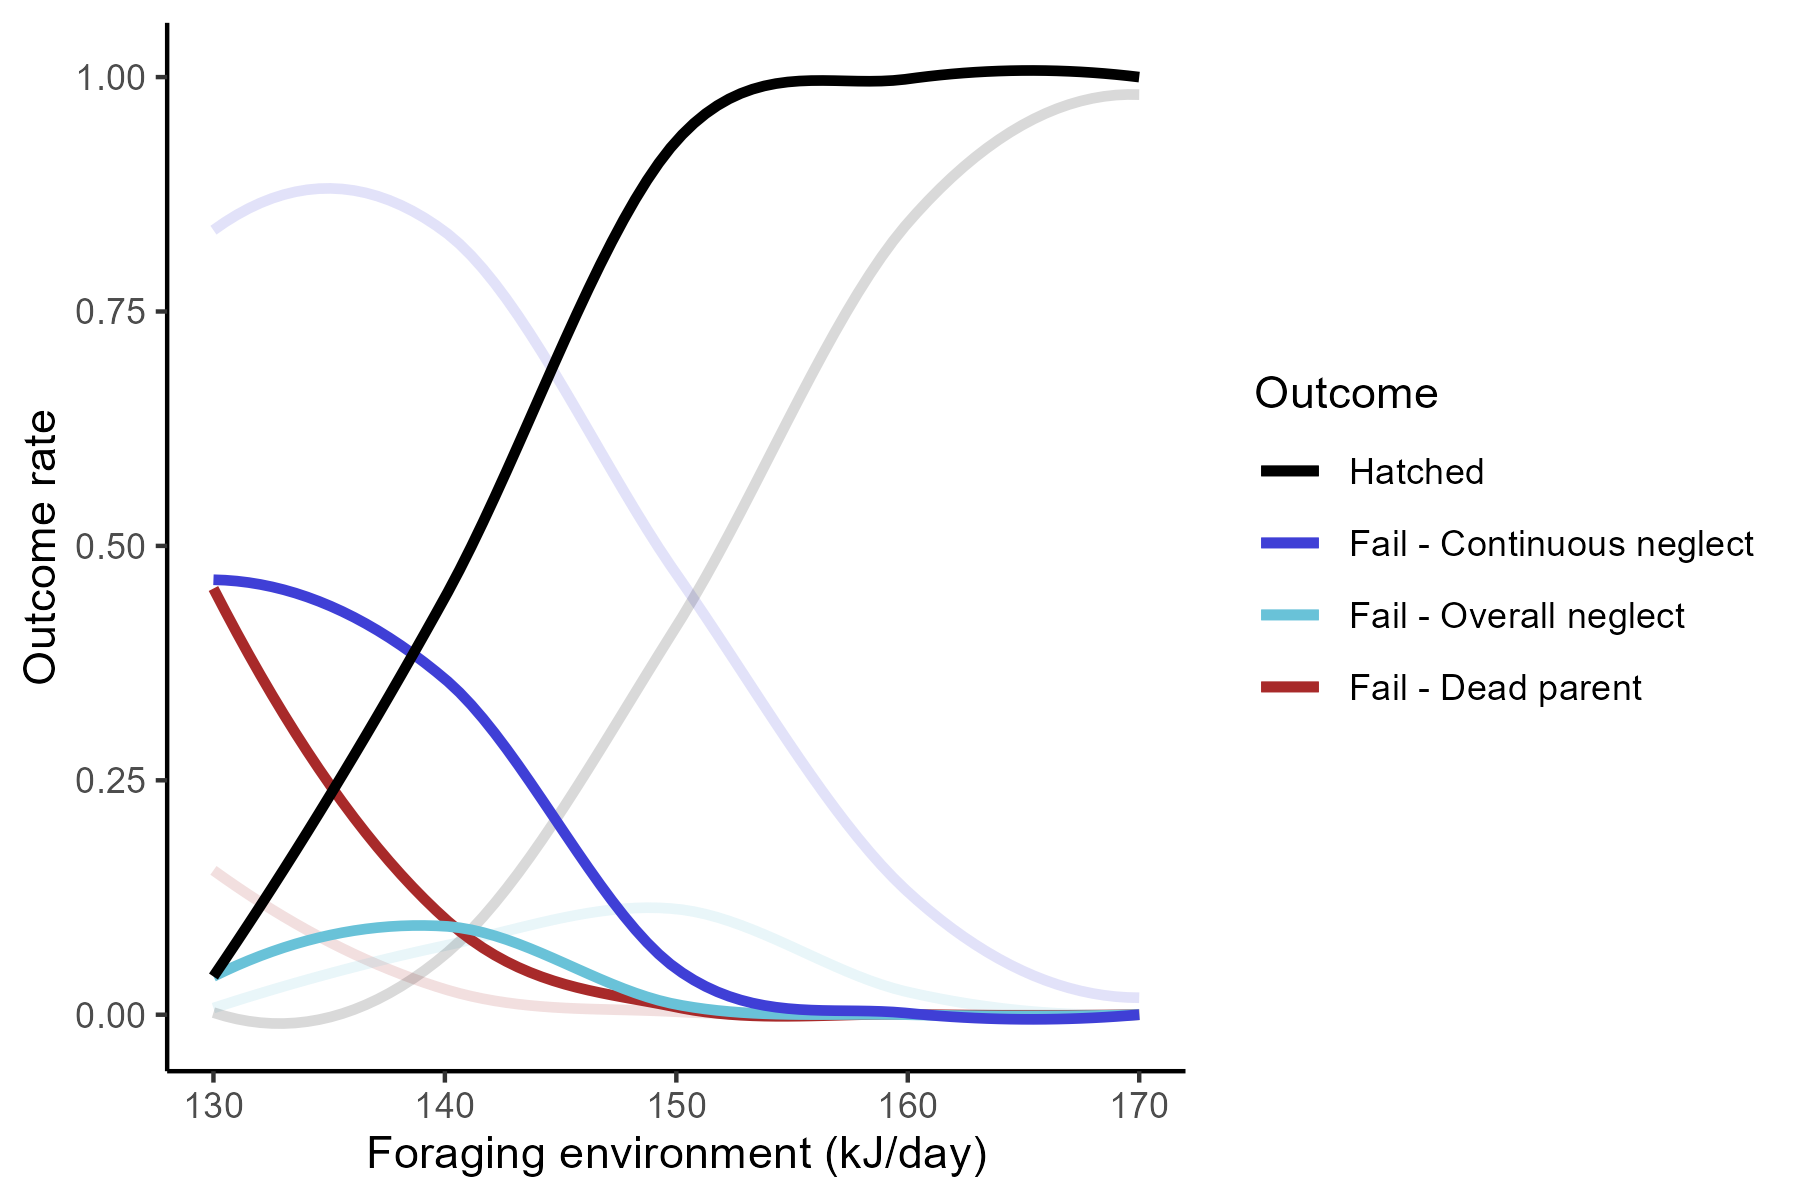 1.00
0.75
0.50
0.25
0.00
Outcome rate
130 140 150 160 170
Foraging environment (kJ/day)
Outcome
Hatched
Fail - Continuous neglect
Fail - Overall neglect
Fail - Dead parent